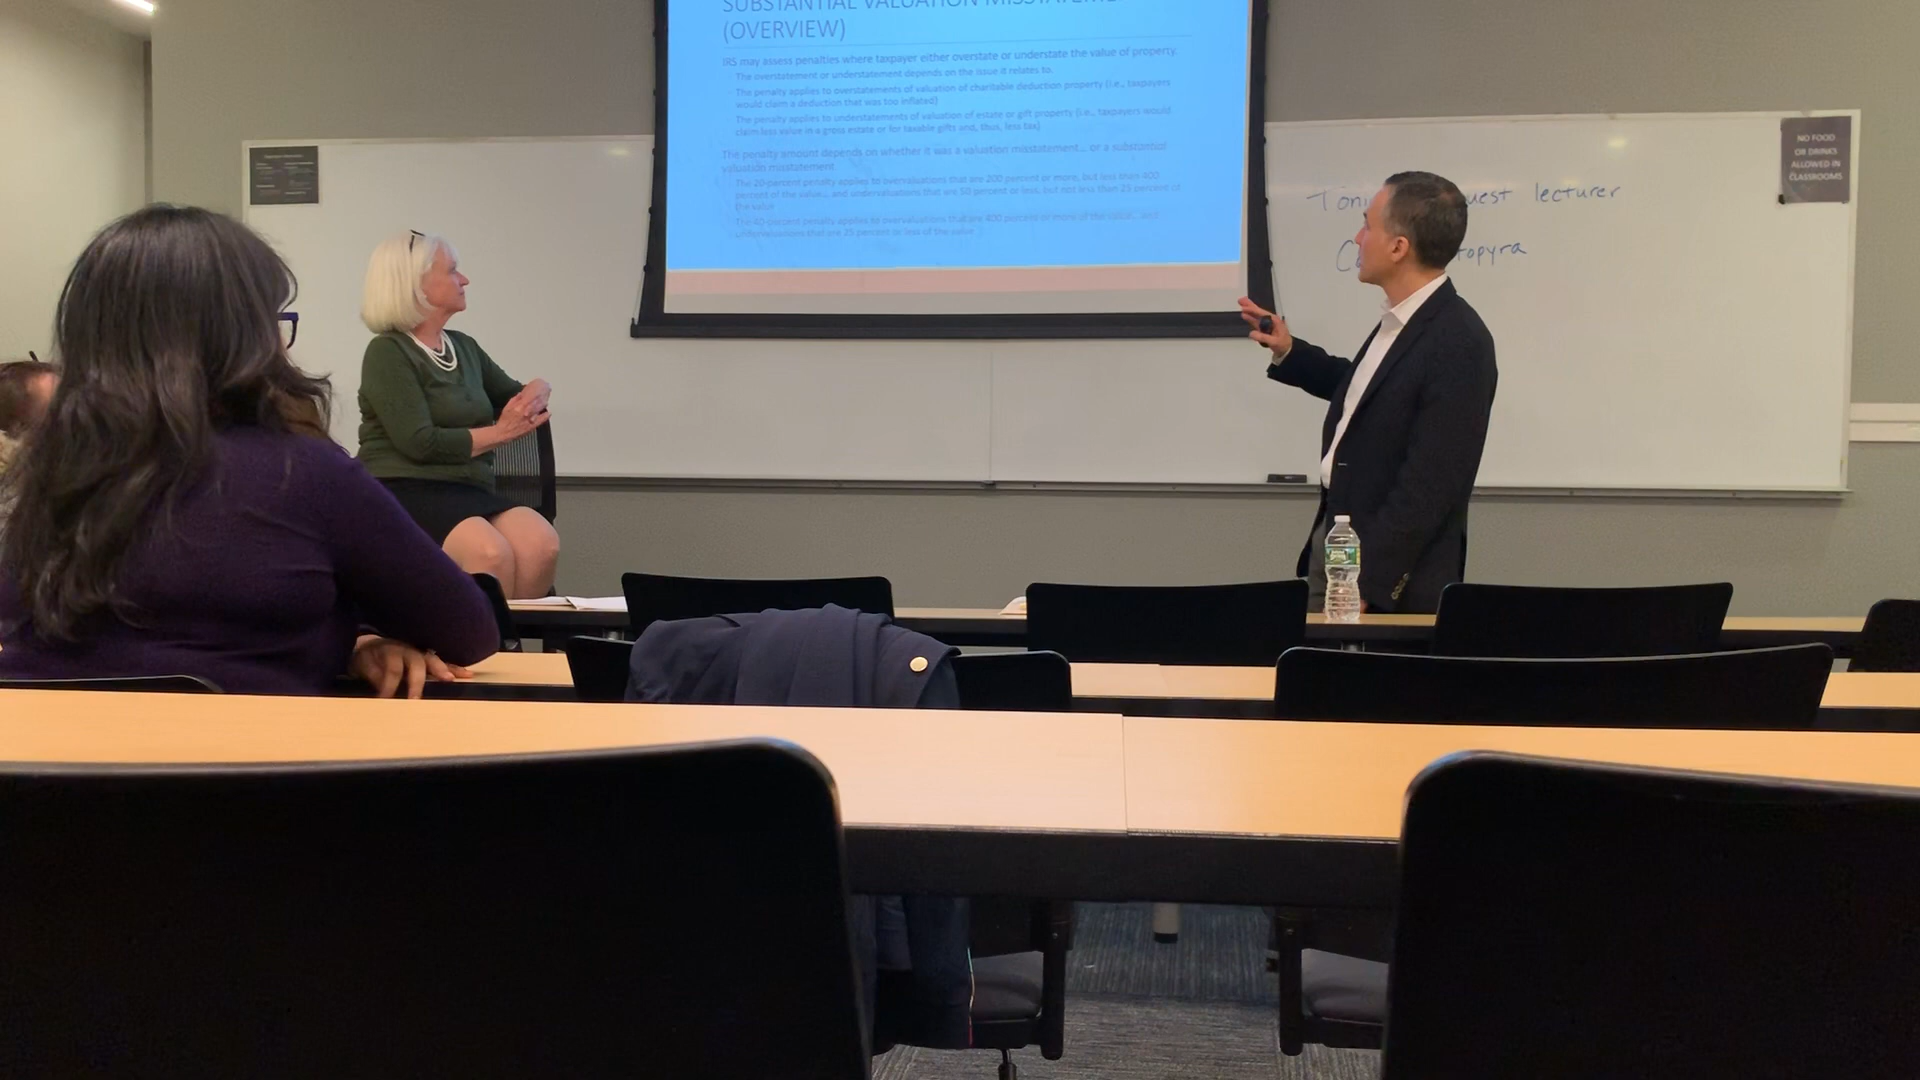 SUBSTANTIAL VALUATION
(OVERVIEW)
IRS may assess penalties where taxpayer either overstate or understate the value of property.
The overstatement or understatement depends on the issue it relates to.
The penalty applies to overstatements of valuation of charitable deduction property (i.e., taxpayers
would claim a deduction that was too inflated)
The penalty applies to understatements of valuation of estate or gift property (i.e., taxpayers would
claim less value in a gross estate or for taxable gifts and, thus, less tax)
The penalty amount depends on whether it was a valuation misstatement… or a substantial
valuation misstatement
The 20-percent penalty applies to overvaluations that are 200 percent or more, but less than 400
percent of the value… and undervaluations that are 50 percent or less, but not less than 25 percent of
the value
The 40-percent penalty applies to overvaluations that are 400 percent or more of the value… and
undervaluations that are 25 percent or less of the value
lecturer
NO FOOD
OR DRINKS
ALLOWED IN
CLASSROOMS